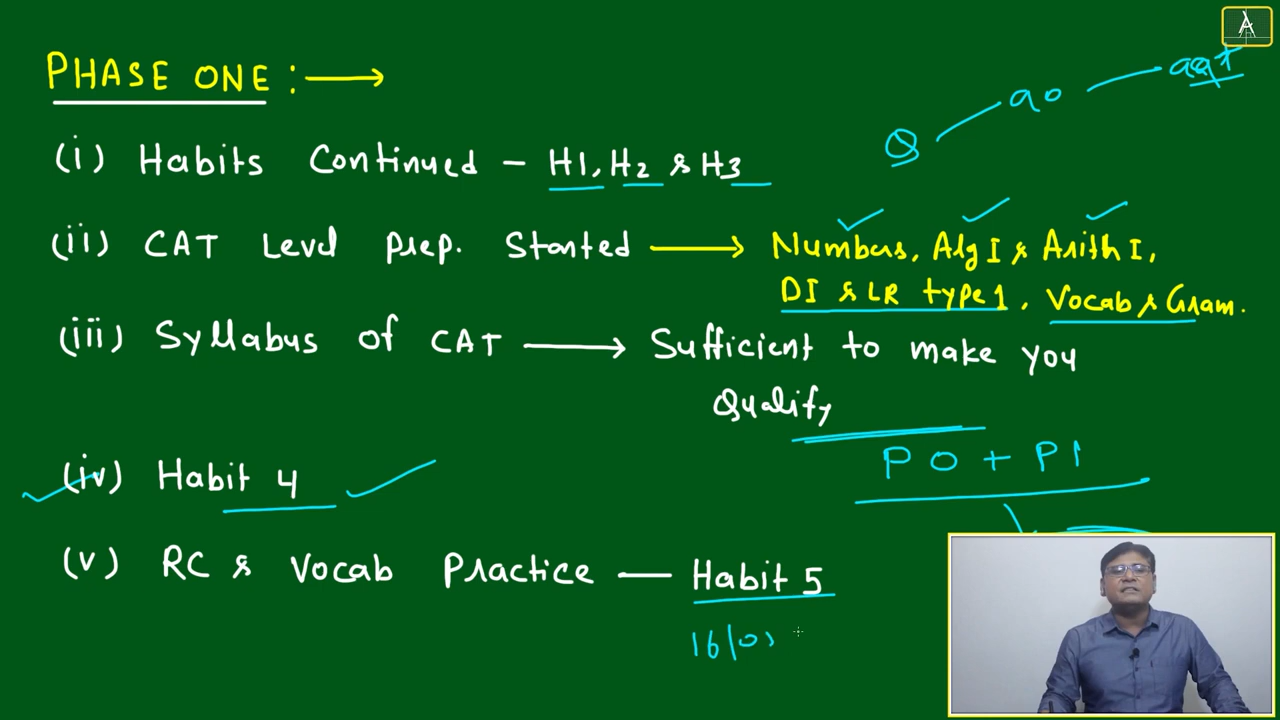 A
PHASE ONE :→
Q — 90 — 99+
(i) Habits Continued - H1, H2 & H3
(ii) CAT Level prep. Started → Numbers, Alg I & Arith I,
DI & LR type 1, Vocab & Gram.
(iii) Syllabus of CAT → Sufficient to make you
Qualify
P0 + P1
(iv) Habit 4
(v) RC & Vocab Practice — Habit 5